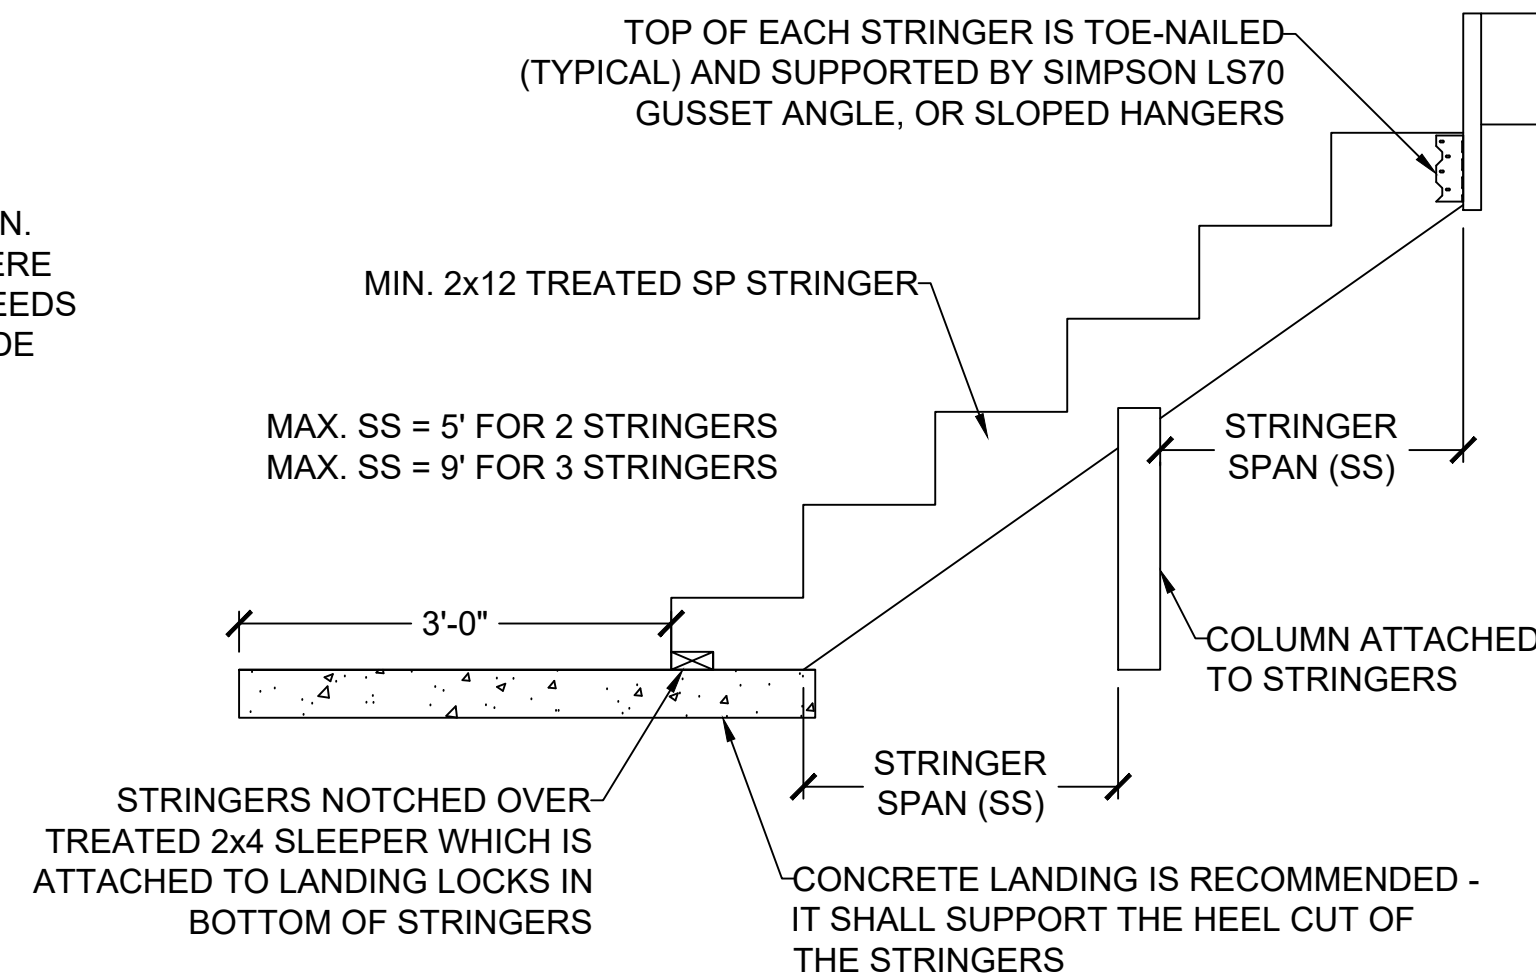 TOP OF EACH STRINGER IS TOE-NAILED
(TYPICAL) AND SUPPORTED BY SIMPSON LS70
GUSSET ANGLE, OR SLOPED HANGERS
MIN. 2x12 TREATED SP STRINGER
MAX. SS = 5' FOR 2 STRINGERS
MAX. SS = 9' FOR 3 STRINGERS
STRINGER
SPAN (SS)
3'-0"
COLUMN ATTACHED
TO STRINGERS
STRINGER
SPAN (SS)
STRINGERS NOTCHED OVER
TREATED 2x4 SLEEPER WHICH IS
ATTACHED TO LANDING LOCKS IN
BOTTOM OF STRINGERS
CONCRETE LANDING IS RECOMMENDED -
IT SHALL SUPPORT THE HEEL CUT OF
THE STRINGERS